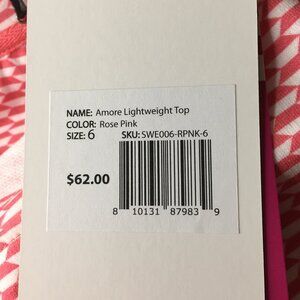 NAME: Amore Lightweight Top
COLOR: Rose Pink
SIZE: 6 SKU: SWE006-RPNK-6
$62.00
8 10131 87983 9